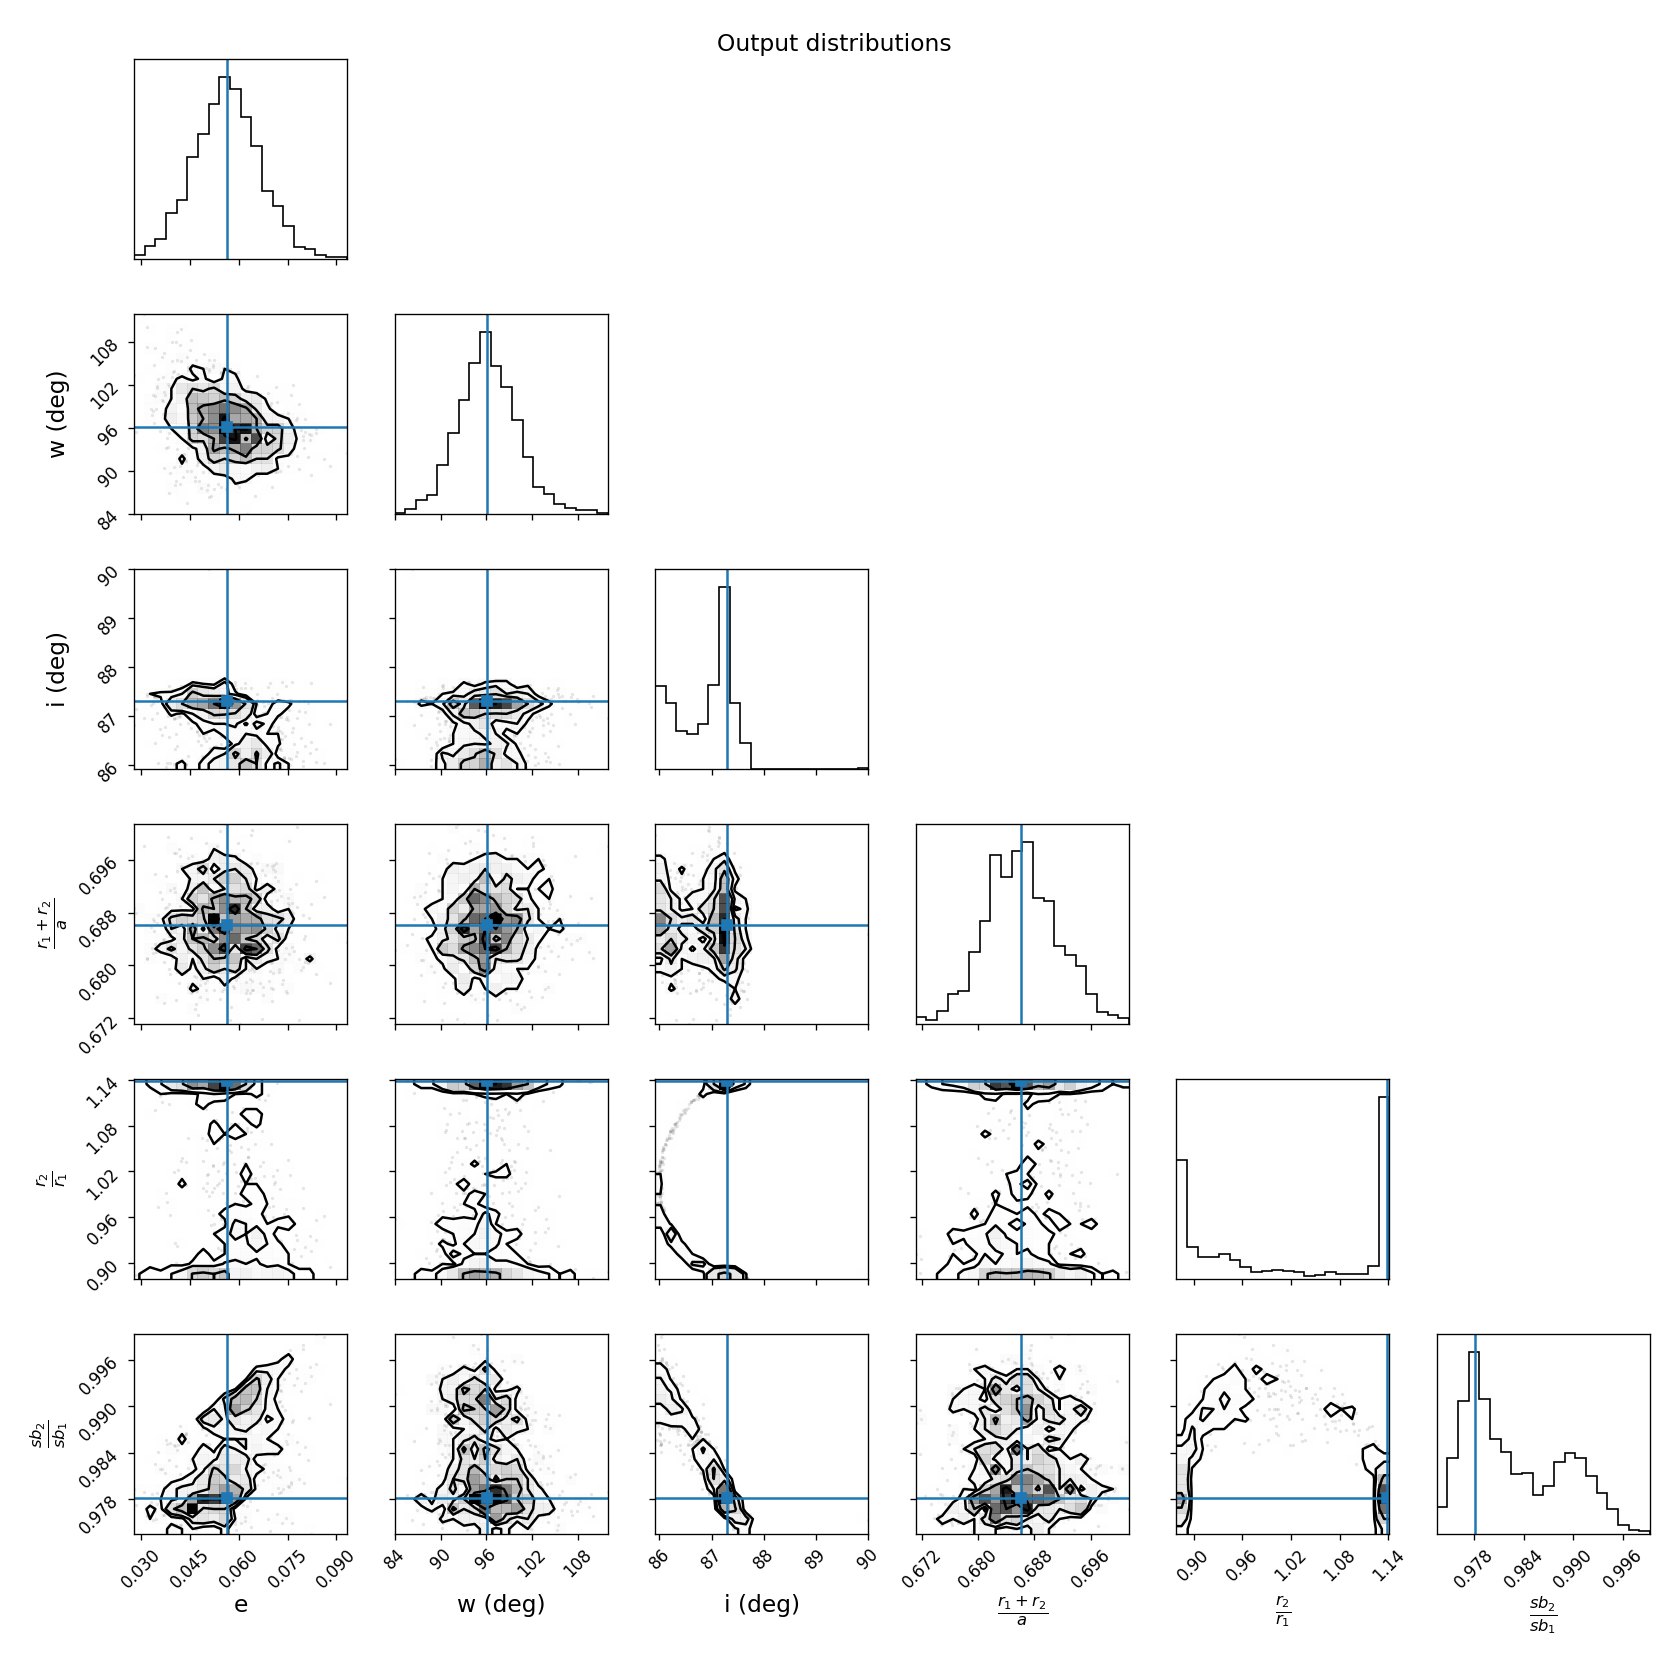 Output distributions
w (deg)
108
102
96
90
84
i (deg)
90
89
88
87
86
r₁ + r₂
a
0.696
0.688
0.680
0.672
r₂
r₁
1.14
1.08
1.02
0.96
0.90
sb₂
sb₁
0.996
0.990
0.984
0.978
0.030 0.045 0.060 0.075 0.090 84 90 96 102 108 86 87 88 89 90 0.672 0.680 0.688 0.696 0.90 0.96 1.02 1.08 1.14 0.978 0.984 0.990 0.996
e w (deg) i (deg)
r₁ + r₂
a
r₂
r₁
sb₂
sb₁